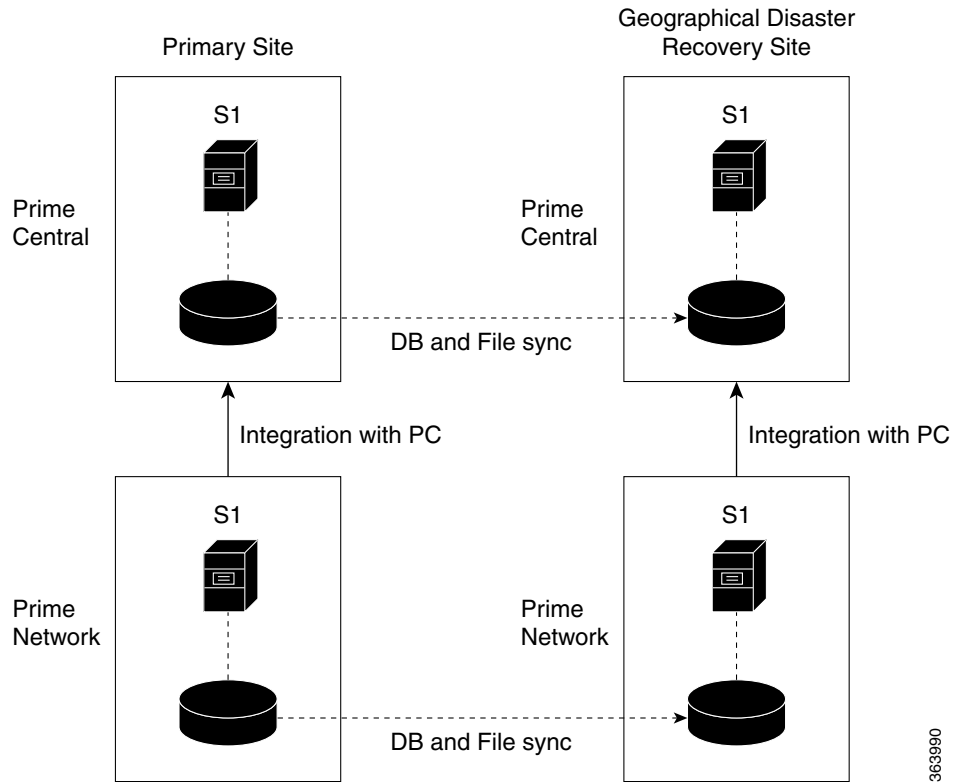 Primary Site
Geographical Disaster
Recovery Site
S1
S1
Prime
Central
Prime
Central
DB and File sync
Integration with PC
Integration with PC
S1
S1
Prime
Network
Prime
Network
DB and File sync
363990